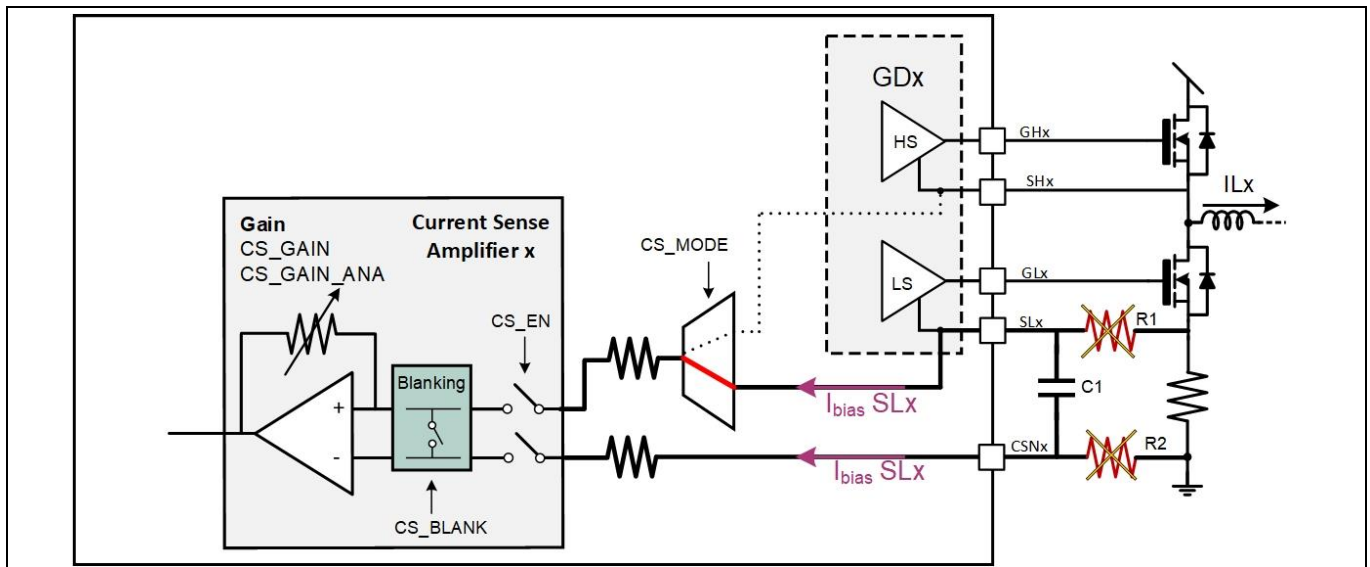 GDx
HS
GHx
SHx
ILx
Gain
CS_GAIN
CS_GAIN_ANA
Current Sense
Amplifier x
CS_MODE
LS
GLx
CS_EN
SLx
R1
Blanking
+
-
Ibias SLx
C1
Ibias SLx
CSNx
R2
CS_BLANK